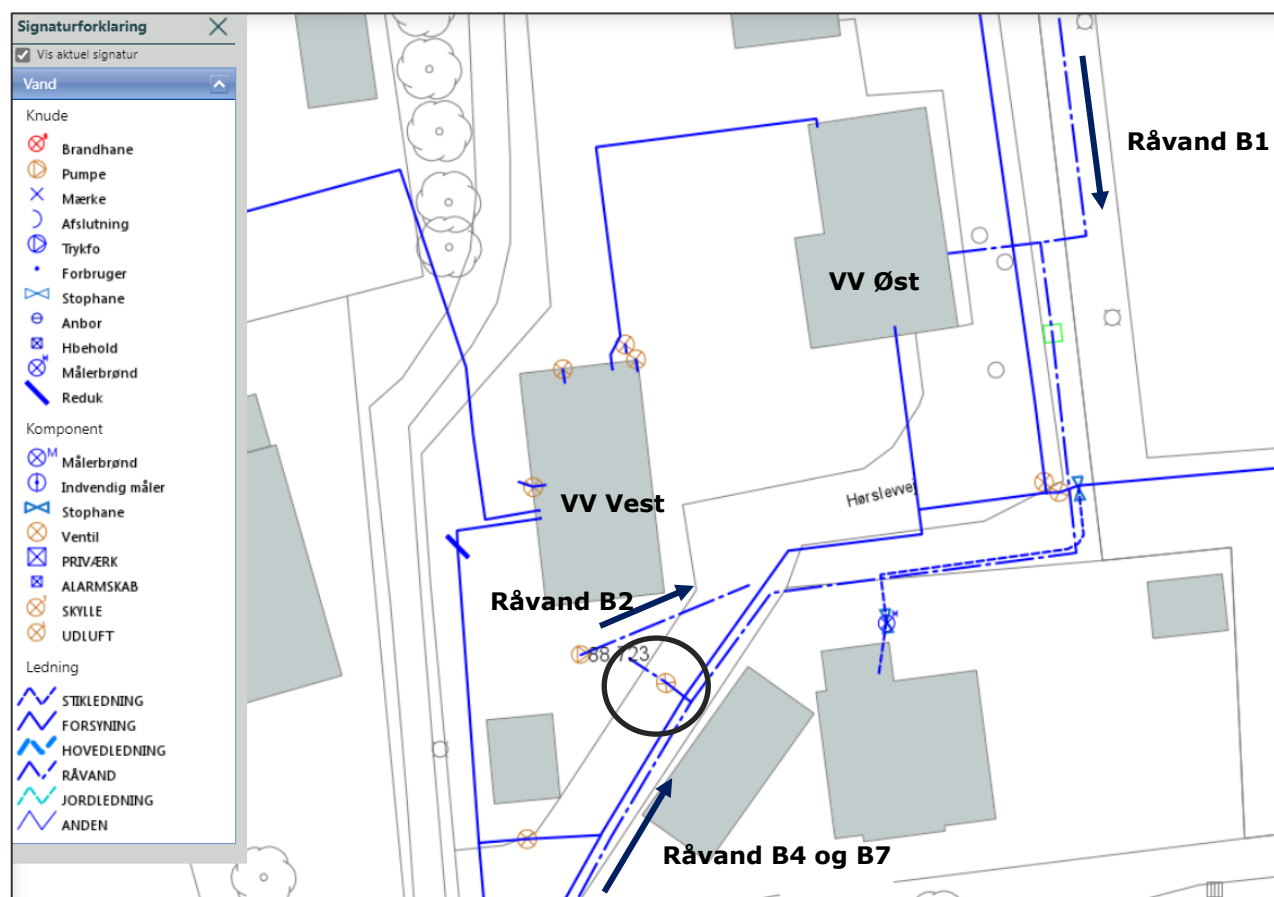 Signaturforklaring
Vis aktuel signatur
Vand
Knude
Brandhane
Pumpe
Mærke
Afslutning
Trykfo
Forbruger
Stophane
Anbor
Hbehold
Målerbrønd
Reduk
Komponent
Målerbrønd
Indvendig måler
Stophane
Ventil
PRIVÆRK
ALARMSKAB
SKYLLE
UDLUFT
Ledning
STIKLEDNING
FORSYNING
HOVEDLEDNING
RÅVAND
JORDLEDNING
ANDEN
Råvand B1
VV Øst
VV Vest
Hørslevvej
Råvand B2
88.723
Råvand B4 og B7